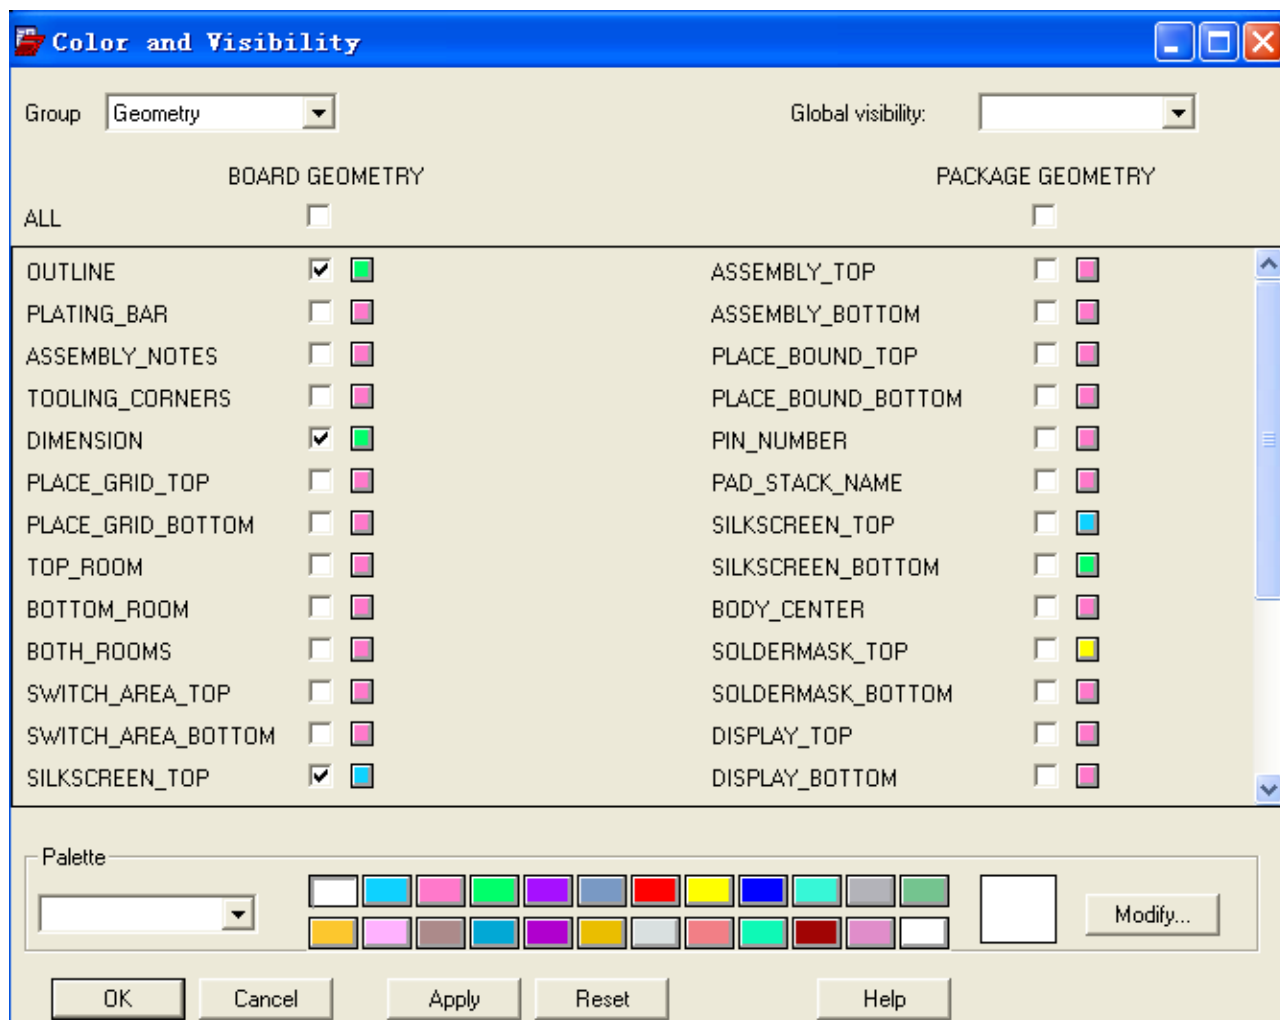 Color and Visibility
Group Geometry Global visibility:
BOARD GEOMETRY PACKAGE GEOMETRY
ALL
OUTLINE ASSEMBLY_TOP
PLATING_BAR ASSEMBLY_BOTTOM
ASSEMBLY_NOTES PLACE_BOUND_TOP
TOOLING_CORNERS PLACE_BOUND_BOTTOM
DIMENSION PIN_NUMBER
PLACE_GRID_TOP PAD_STACK_NAME
PLACE_GRID_BOTTOM SILKSCREEN_TOP
TOP_ROOM SILKSCREEN_BOTTOM
BOTTOM_ROOM BODY_CENTER
BOTH_ROOMS SOLDERMASK_TOP
SWITCH_AREA_TOP SOLDERMASK_BOTTOM
SWITCH_AREA_BOTTOM DISPLAY_TOP
SILKSCREEN_TOP DISPLAY_BOTTOM
Palette
Modify...
OK Cancel Apply Reset Help